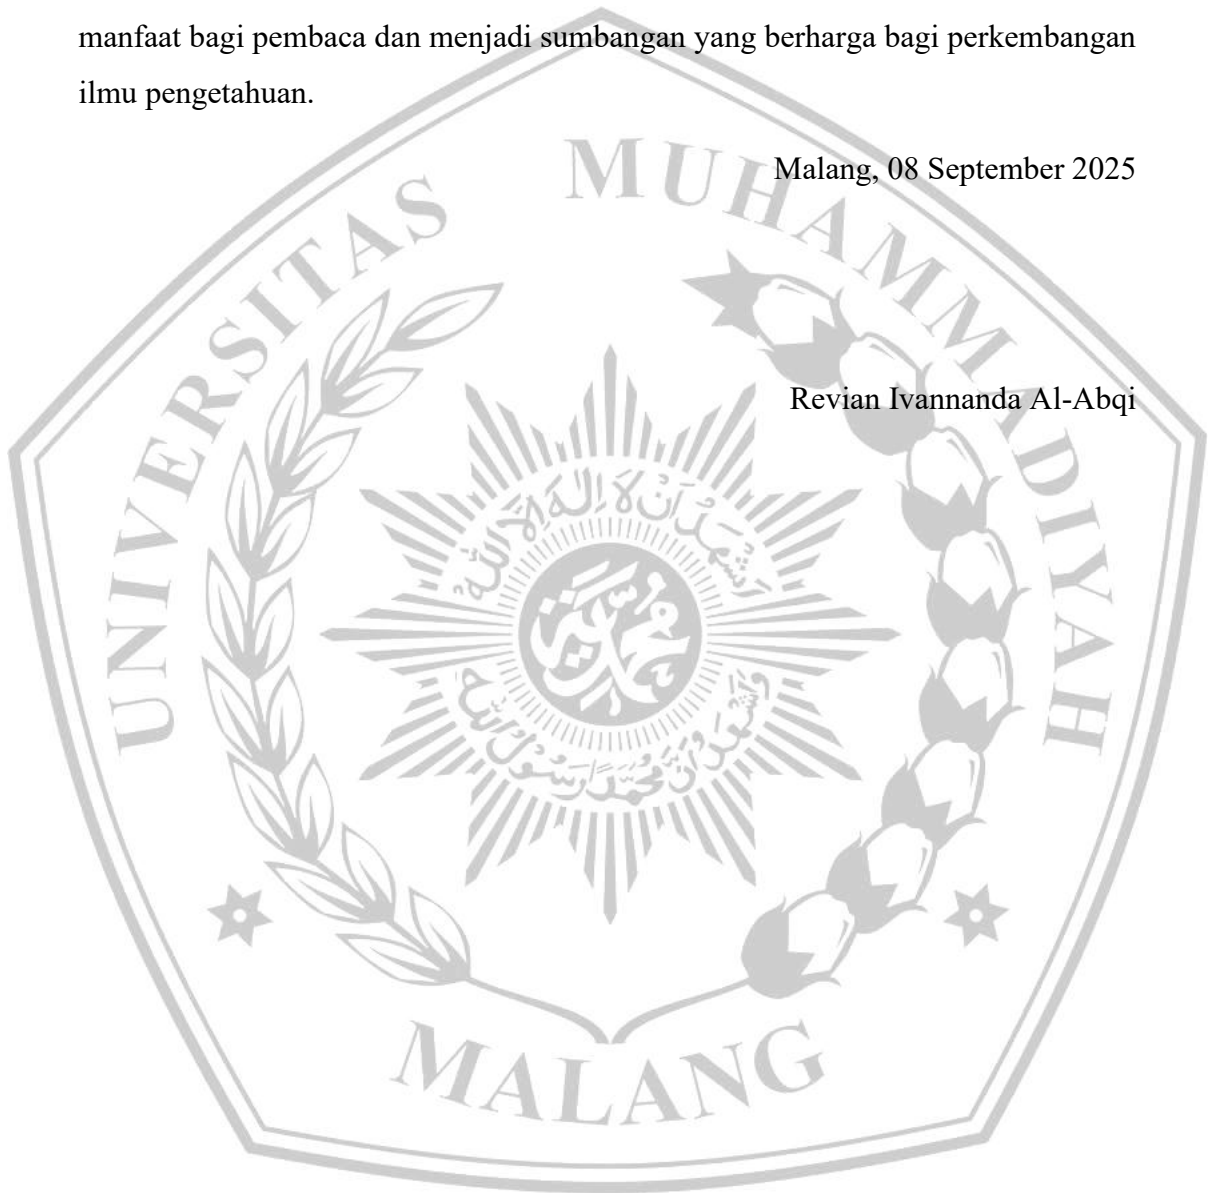 manfaat bagi pembaca dan menjadi sumbangan yang berharga bagi perkembangan
ilmu pengetahuan.
Malang, 08 September 2025
Revian Ivannanda Al-Abqi
UNIVERSITAS MUHAMMADIYAH
MALANG